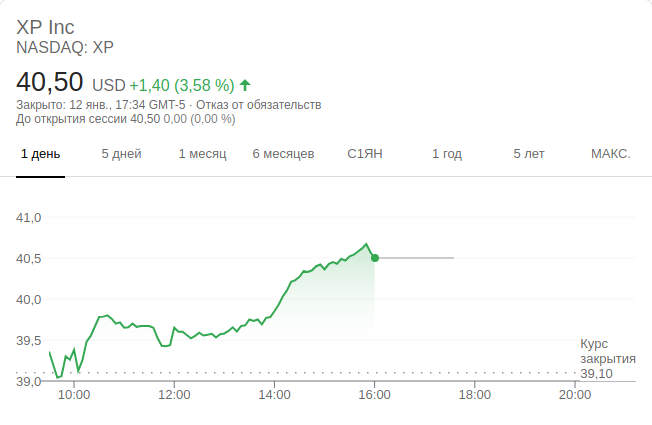 XP Inc
NASDAQ: XP
40,50 USD +1,40 (3,58 %)
Закрыто: 12 янв., 17:34 GMT-5 · Отказ от обязательств
До открытия сессии 40,50 0,00 (0,00 %)
1 день 5 дней 1 месяц 6 месяцев С1ЯН 1 год 5 лет МАКС.
41,0
40,5
40,0
39,5
Курс
закрытия
39,10
39,0
10:00 12:00 14:00 16:00 18:00 20:00